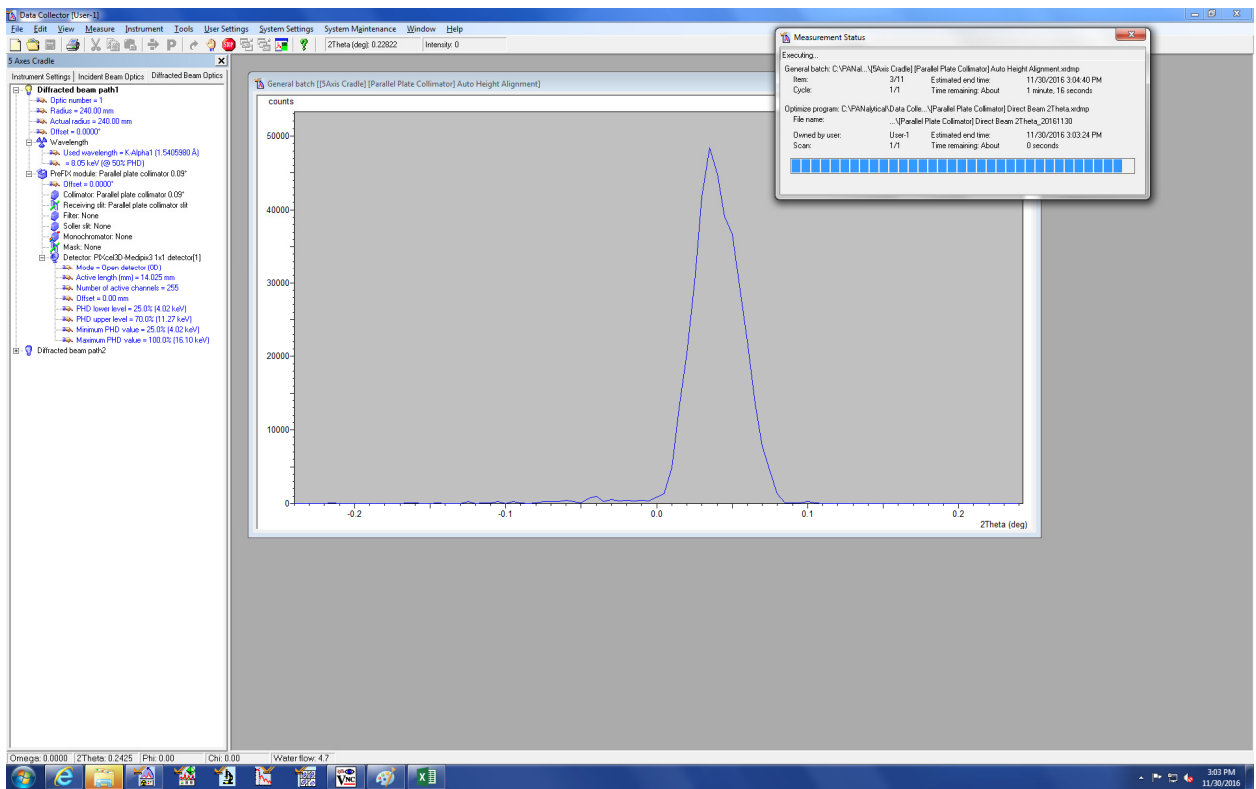 Data Collector [User-1]
File Edit View Measure Instrument Tools User Settings System Settings System Maintenance Window Help
2Theta (deg): 0.22822 Intensity: 0
5 Axes Cradle
Instrument Settings Incident Beam Optics Diffracted Beam Optics
Diffracted beam path1
Optic number = 1
Radius = 240.00 mm
Actual radius = 240.00 mm
Offset = 0.0000°
Wavelength
Used wavelength = K-Alpha1 (1.5405980 Å)
= 8.05 keV (@ 50% PHD)
PreFIX module: Parallel plate collimator 0.09°
Offset = 0.0000°
Collimator: Parallel plate collimator 0.09°
Receiving slit: Parallel plate collimator slit
Filter: None
Soller slit: None
Monochromator: None
Mask: None
Detector: PIXcel3D-Medipix3 1x1 detector[1]
Mode = Open detector (0D)
Active length (mm) = 14.025 mm
Number of active channels = 255
Offset = 0.00 mm
PHD lower level = 25.0% (4.02 keV)
PHD upper level = 70.0% (11.27 keV)
Minimum PHD value = 25.0% (4.02 keV)
Maximum PHD value = 100.0% (16.10 keV)
Diffracted beam path2
General batch [[5Axis Cradle] [Parallel Plate Collimator] Auto Height Alignment]
counts
50000
40000
30000
20000
10000
0
-0.2 -0.1 0.0 0.1 0.2
2Theta (deg)
Measurement Status
Executing...
General batch: C:\PANal...\[5Axis Cradle] [Parallel Plate Collimator] Auto Height Alignment.xrdmp
Item: 3/11 Estimated end time: 11/30/2016 3:04:40 PM
Cycle: 1/1 Time remaining: About 1 minute, 16 seconds
Optimize program: C:\PANalytical\Data Colle...\[Parallel Plate Collimator] Direct Beam 2Theta.xrdmp
File name: ...\[Parallel Plate Collimator] Direct Beam 2Theta_20161130
Owned by user: User-1 Estimated end time: 11/30/2016 3:03:24 PM
Scan: 1/1 Time remaining: About 0 seconds
Omega: 0.0000 2Theta: 0.2425 Phi: 0.00 Chi: 0.00 Water flow: 4.7
VNC
3:03 PM
11/30/2016